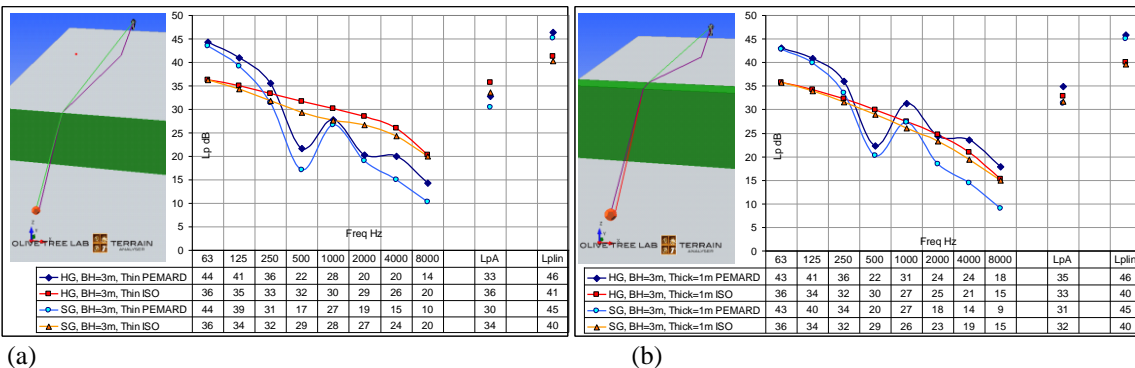 50
45
40
35
30
25
20
15
10
5
0
Lp dB
Freq Hz
OLIVE TREE LAB TERRAIN
ANALYSER
63 125 250 500 1000 2000 4000 8000 LpA Lplin
HG, BH=3m, Thin PEMARD 44 41 36 22 28 20 20 14 33 46
HG, BH=3m, Thin ISO 36 35 33 32 30 29 26 20 36 41
SG, BH=3m, Thin PEMARD 44 39 31 17 27 19 15 10 30 45
SG, BH=3m, Thin ISO 36 34 32 29 28 27 24 20 34 40
(a)
50
45
40
35
30
25
20
15
10
5
0
Lp dB
Freq Hz
OLIVE TREE LAB TERRAIN
ANALYSER
63 125 250 500 1000 2000 4000 8000 LpA Lplin
HG, BH=3m, Thick=1m PEMARD 43 41 36 22 31 24 24 18 35 46
HG, BH=3m, Thick=1m ISO 36 34 32 30 27 25 21 15 33 40
SG, BH=3m, Thick=1m PEMARD 43 40 34 20 27 18 14 9 31 45
SG, BH=3m, Thick=1m ISO 36 34 32 29 26 23 19 15 32 40
(b)